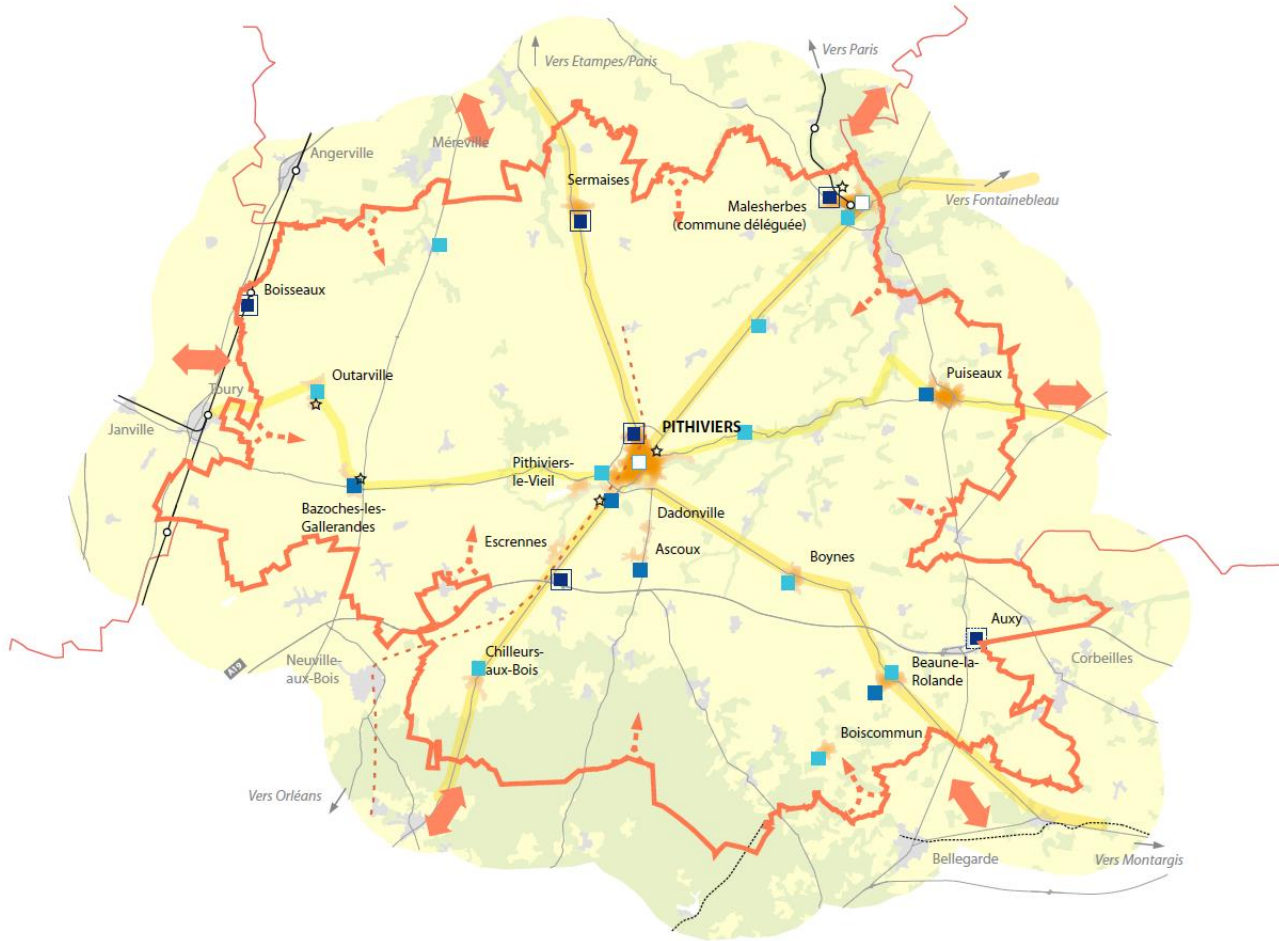 Vers Paris
Vers Etampes/Paris
Méreville
Angerville
Sermaises
Malesherbes
(commune déléguée)
Vers Fontainebleau
Boisseaux
Outarville
Toury
Puiseaux
Janville
PITHIVIERS
Pithiviers-
le-Vieil
Bazoches-les-
Gallerandes
Dadonville
Escrennes
Ascoux
Boynes
Auxy
Neuville-
aux-Bois
Chilleurs-
aux-Bois
A19
Beaune-la-
Rolande
Corbeilles
Boiscommun
Vers Orléans
Bellegarde
Vers Montargis